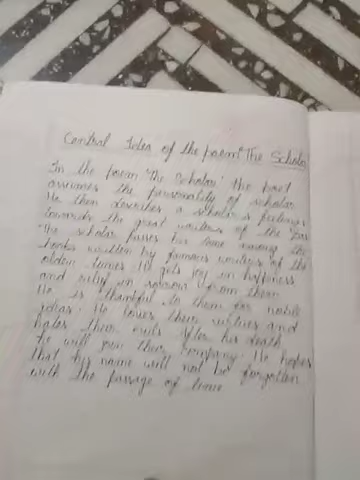 Central Idea of the poem "The Scholar
In the poem 'The Scholar' the poet
assumes the personality of scholar
He then describes a scholar's feelings
towards the great writers of the past
The scholar passes his time among the
books written by famous writers of the
olden times He gets joy in happiness
and relief in sorrow from them
He is thankful to them for noble
ideas. He loves their virtues and
hates their evils After his death
he will join their company. He hopes
that his name will not be forgotten
with the passage of time